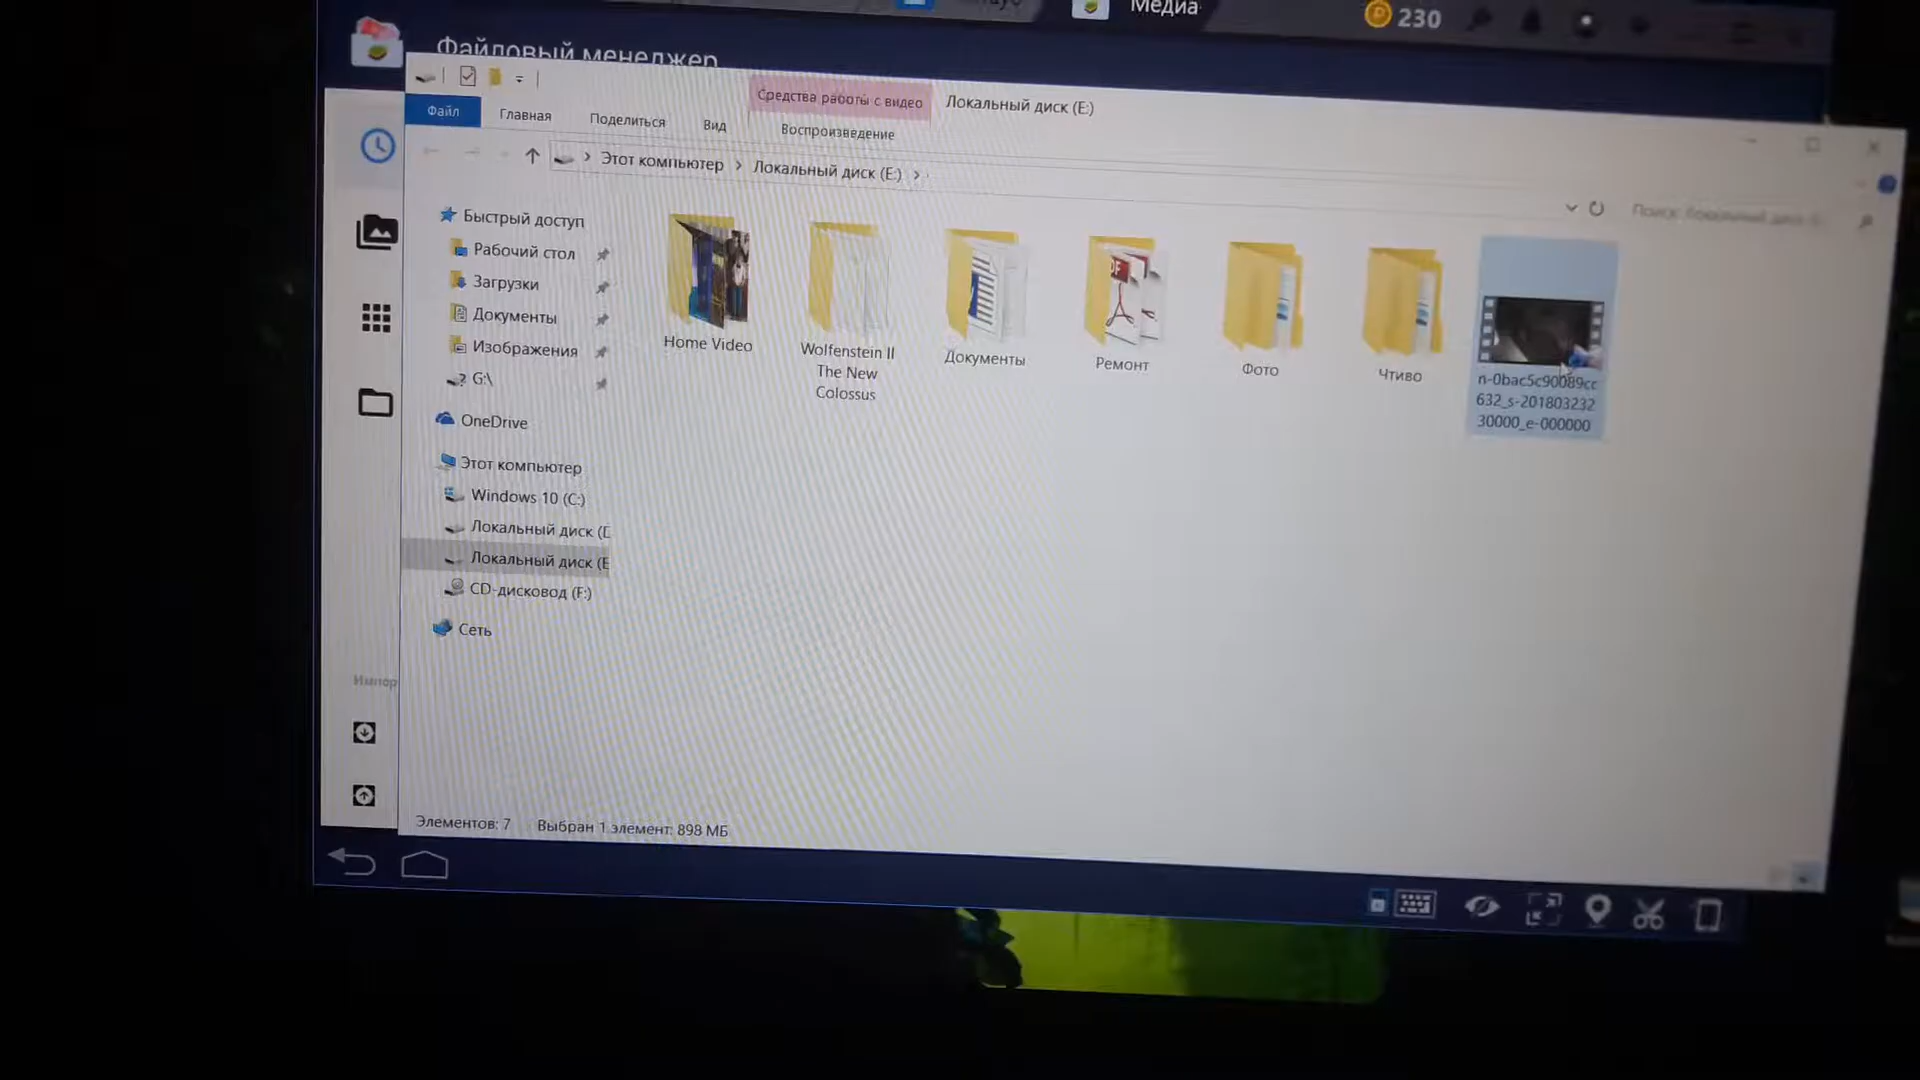 Медиа
230
Файловый менеджер
Средства работы с видео
Локальный диск (E:)
Файл
Главная
Поделиться
Вид
Воспроизведение
Этот компьютер
Локальный диск (E:)
Поиск: Локальный диск
Быстрый доступ
Рабочий стол
Загрузки
Документы
Изображения
G:\
OneDrive
Этот компьютер
Windows 10 (C:)
Локальный диск (D
Локальный диск (E
CD-дисковод (F:)
Сеть
Home Video
Wolfenstein II
The New
Colossus
Документы
Ремонт
Фото
Чтиво
n-0bac5c90089cc
632_s-201803232
30000_e-000000
Импор
Элементов: 7
Выбран 1 элемент: 898 МБ